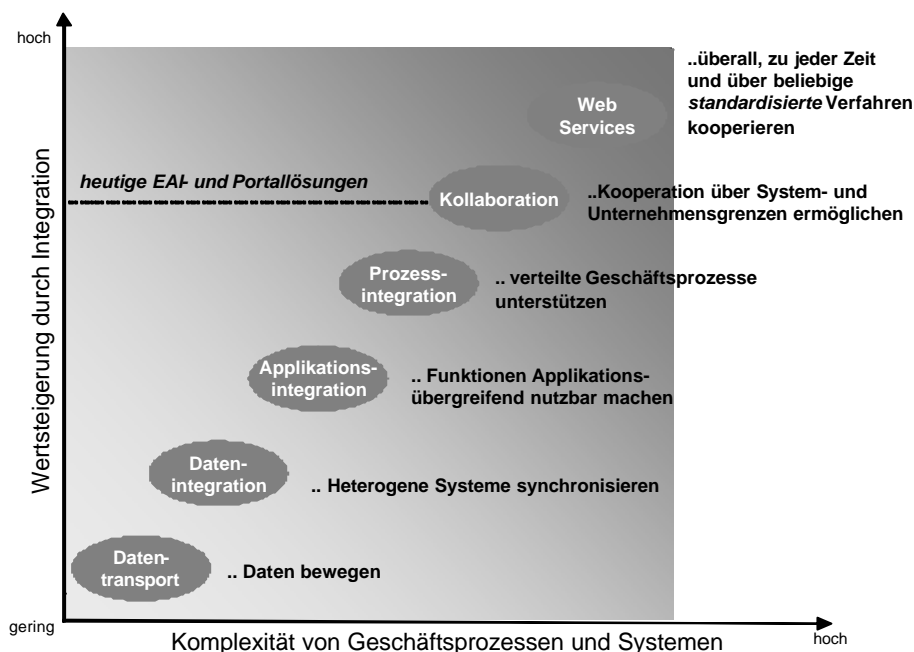 hoch
..überall, zu jeder Zeit
und über beliebige
standardisierte Verfahren
kooperieren
Web
Services
heutige EAI- und Portallösungen
Kollaboration
..Kooperation über System- und
Unternehmensgrenzen ermöglichen
Prozess-
integration
.. verteilte Geschäftsprozesse
unterstützen
Applikations-
integration
.. Funktionen Applikations-
übergreifend nutzbar machen
Daten-
integration
.. Heterogene Systeme synchronisieren
Daten-
transport
.. Daten bewegen
Wertsteigerung durch Integration
gering
Komplexität von Geschäftsprozessen und Systemen
hoch